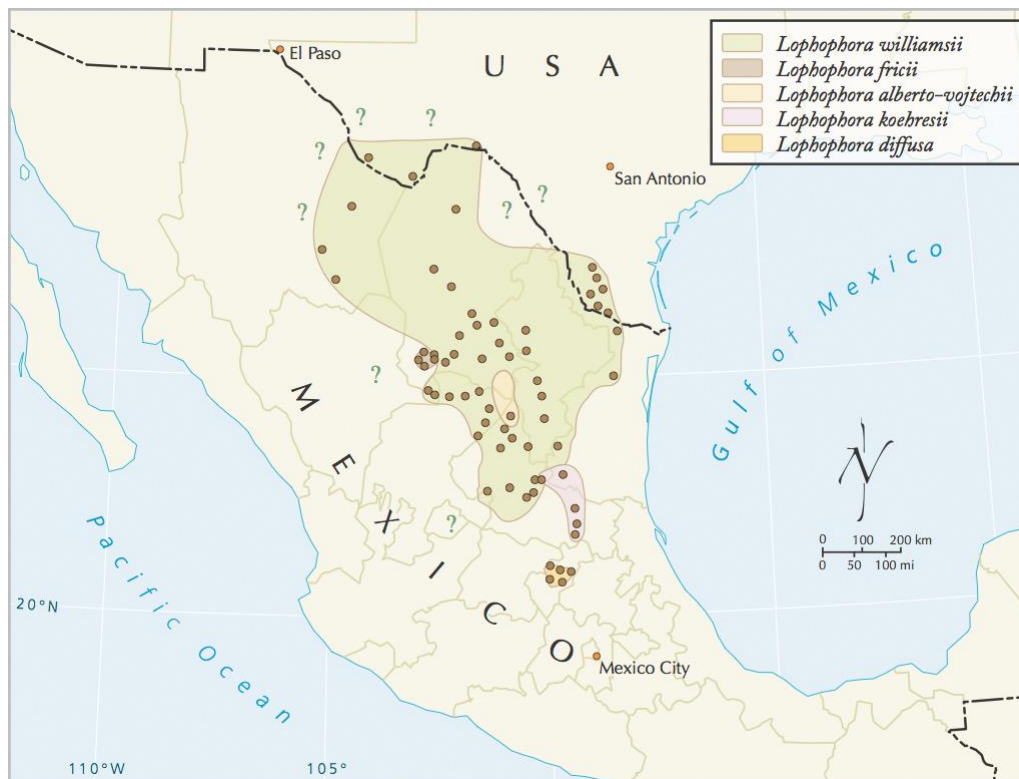 El Paso
U S A
Lophophora williamsii
Lophophora fricii
Lophophora alberto-vojtechii
Lophophora koehresii
Lophophora diffusa
?
?
?
San Antonio
?
?
?
Gulf of Mexico
?
MEXICO
N
?
0 100 200 km
0 50 100 mi
Pacific Ocean
20°N
Mexico City
110°W
105°